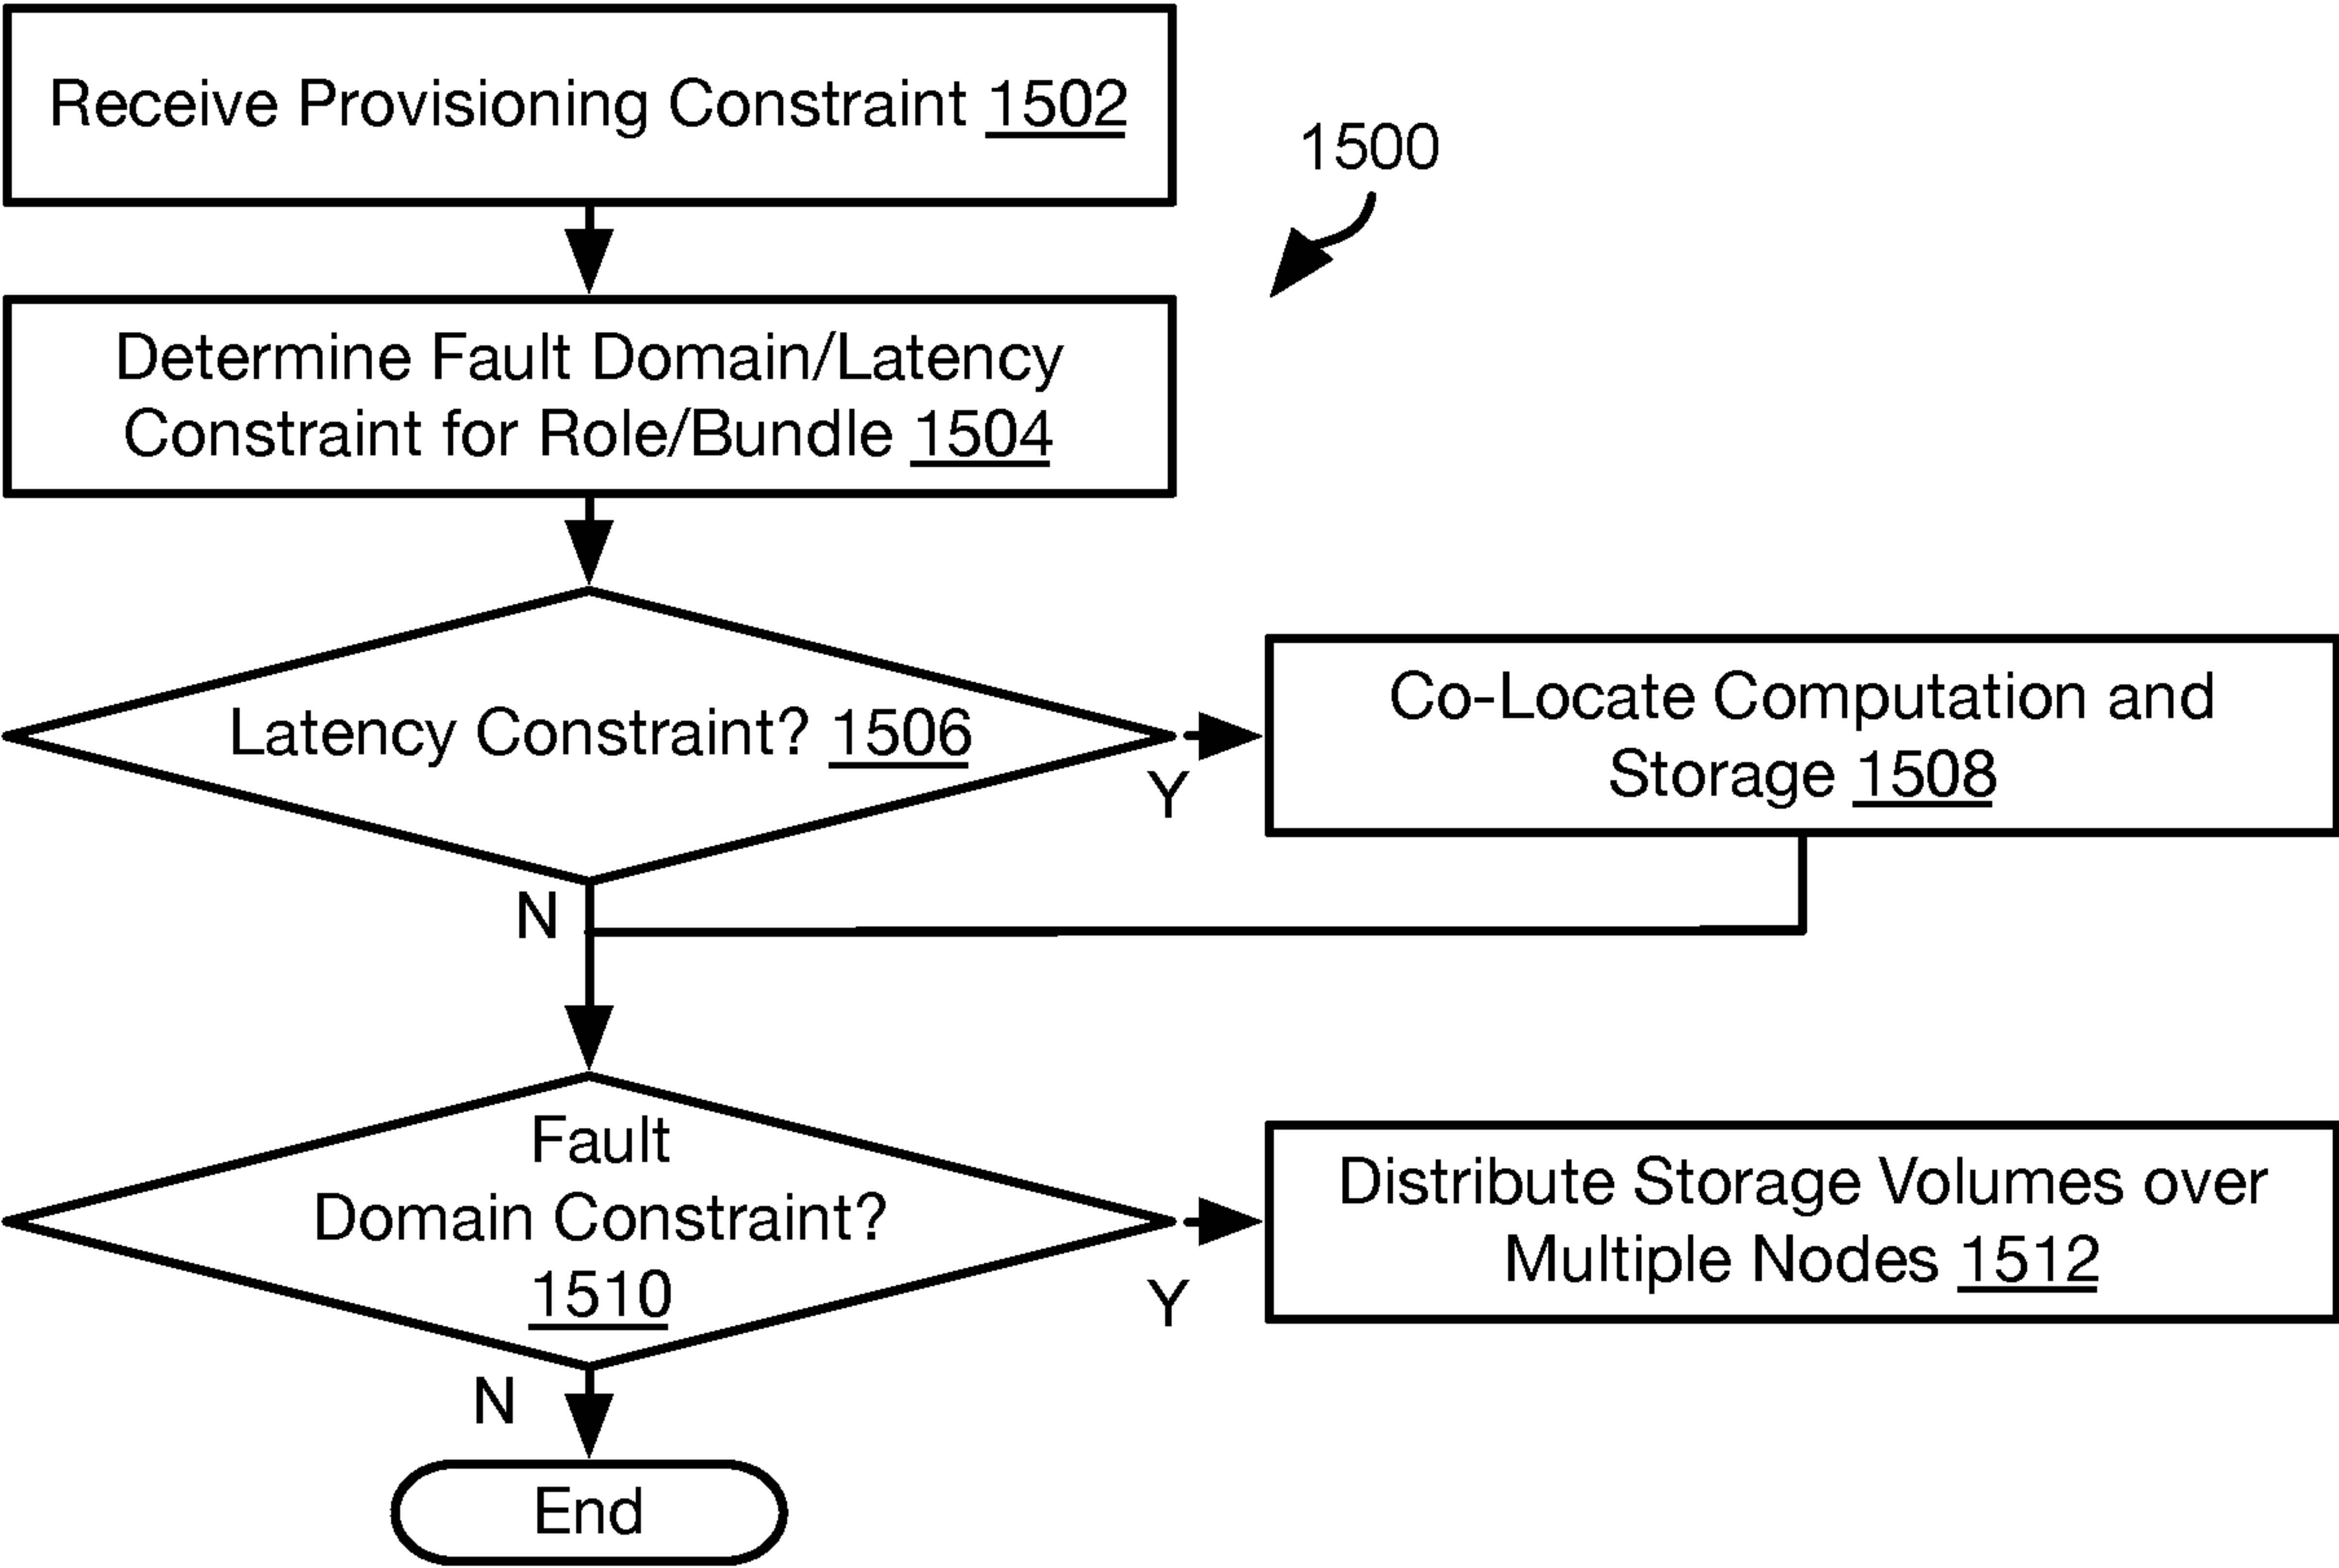 Receive Provisioning Constraint 1502
1500
Determine Fault Domain/Latency
Constraint for Role/Bundle 1504
Latency Constraint? 1506
Y
Co-Locate Computation and
Storage 1508
N
Fault
Domain Constraint?
1510
Y
Distribute Storage Volumes over
Multiple Nodes 1512
N
End